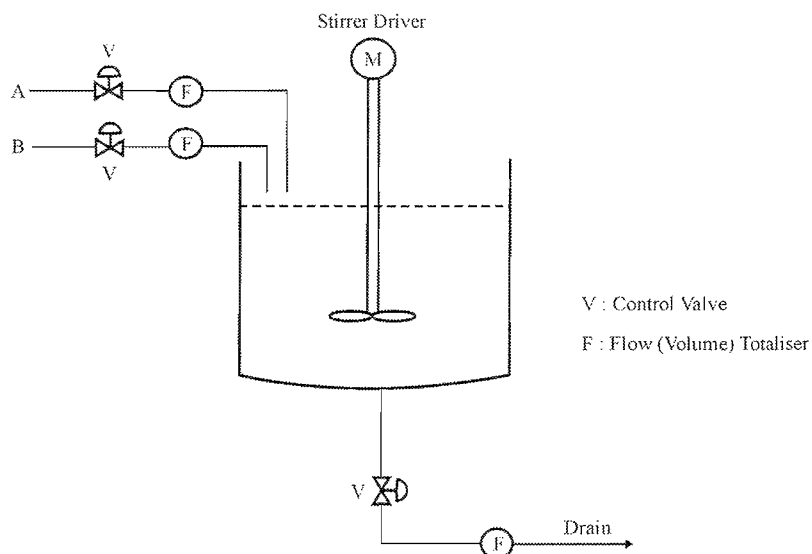 Stirrer Driver
V
M
A
F
B
F
V
V : Control Valve
F : Flow (Volume) Totaliser
V
Drain
F